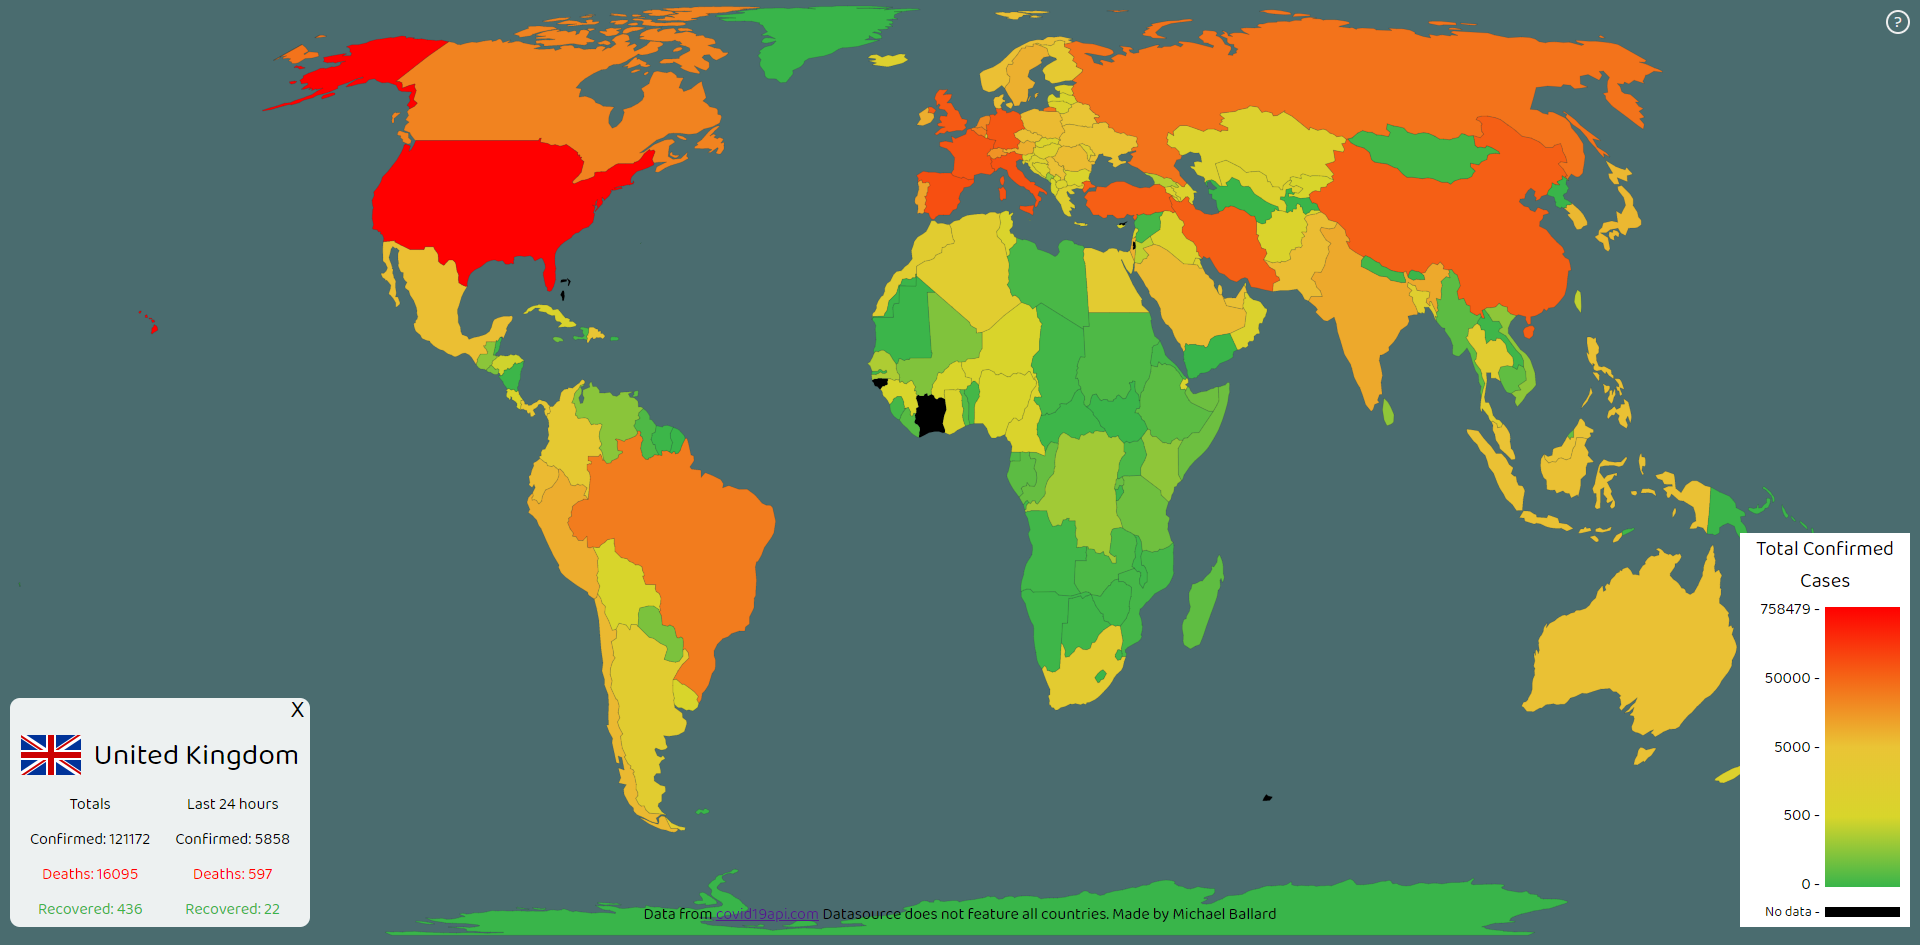 ?
X
United Kingdom
Totals
Last 24 hours
Confirmed: 121172
Confirmed: 5858
Deaths: 16095
Deaths: 597
Recovered: 436
Recovered: 22
Total Confirmed
Cases
758479 -
50000 -
5000 -
500 -
0 -
No data -
Data from covid19api.com Datasource does not feature all countries. Made by Michael Ballard